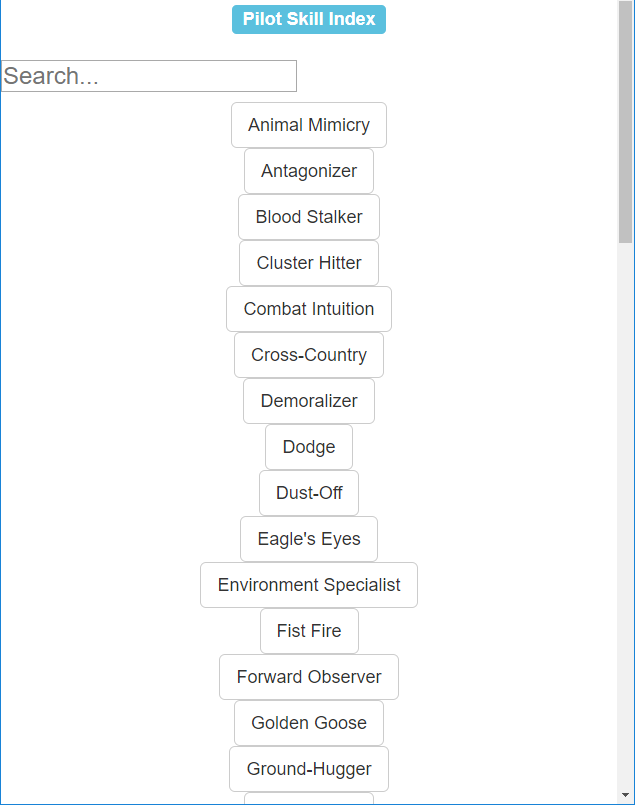 Pilot Skill Index
Search...
Animal Mimicry
Antagonizer
Blood Stalker
Cluster Hitter
Combat Intuition
Cross-Country
Demoralizer
Dodge
Dust-Off
Eagle's Eyes
Environment Specialist
Fist Fire
Forward Observer
Golden Goose
Ground-Hugger